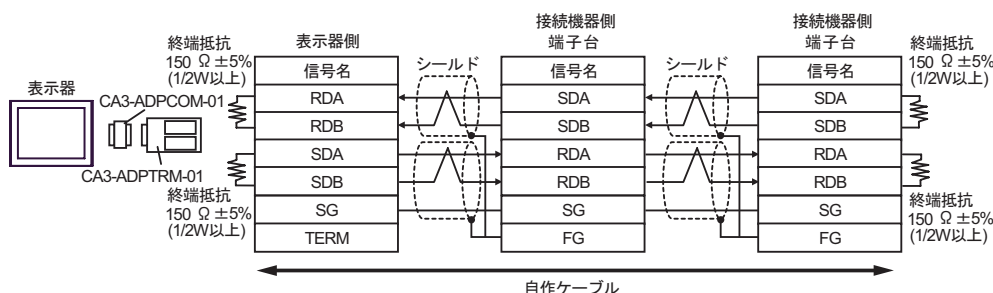 表示器
CA3-ADPCOM-01
CA3-ADPTRM-01
終端抵抗
150 Ω ±5%
(1/2W以上)
終端抵抗
150 Ω ±5%
(1/2W以上)
表示器側
信号名
RDA
RDB
SDA
SDB
SG
TERM
シールド
接続機器側
端子台
信号名
SDA
SDB
RDA
RDB
SG
FG
シールド
接続機器側
端子台
信号名
SDA
SDB
RDA
RDB
SG
FG
終端抵抗
150 Ω ±5%
(1/2W以上)
終端抵抗
150 Ω ±5%
(1/2W以上)
自作ケーブル